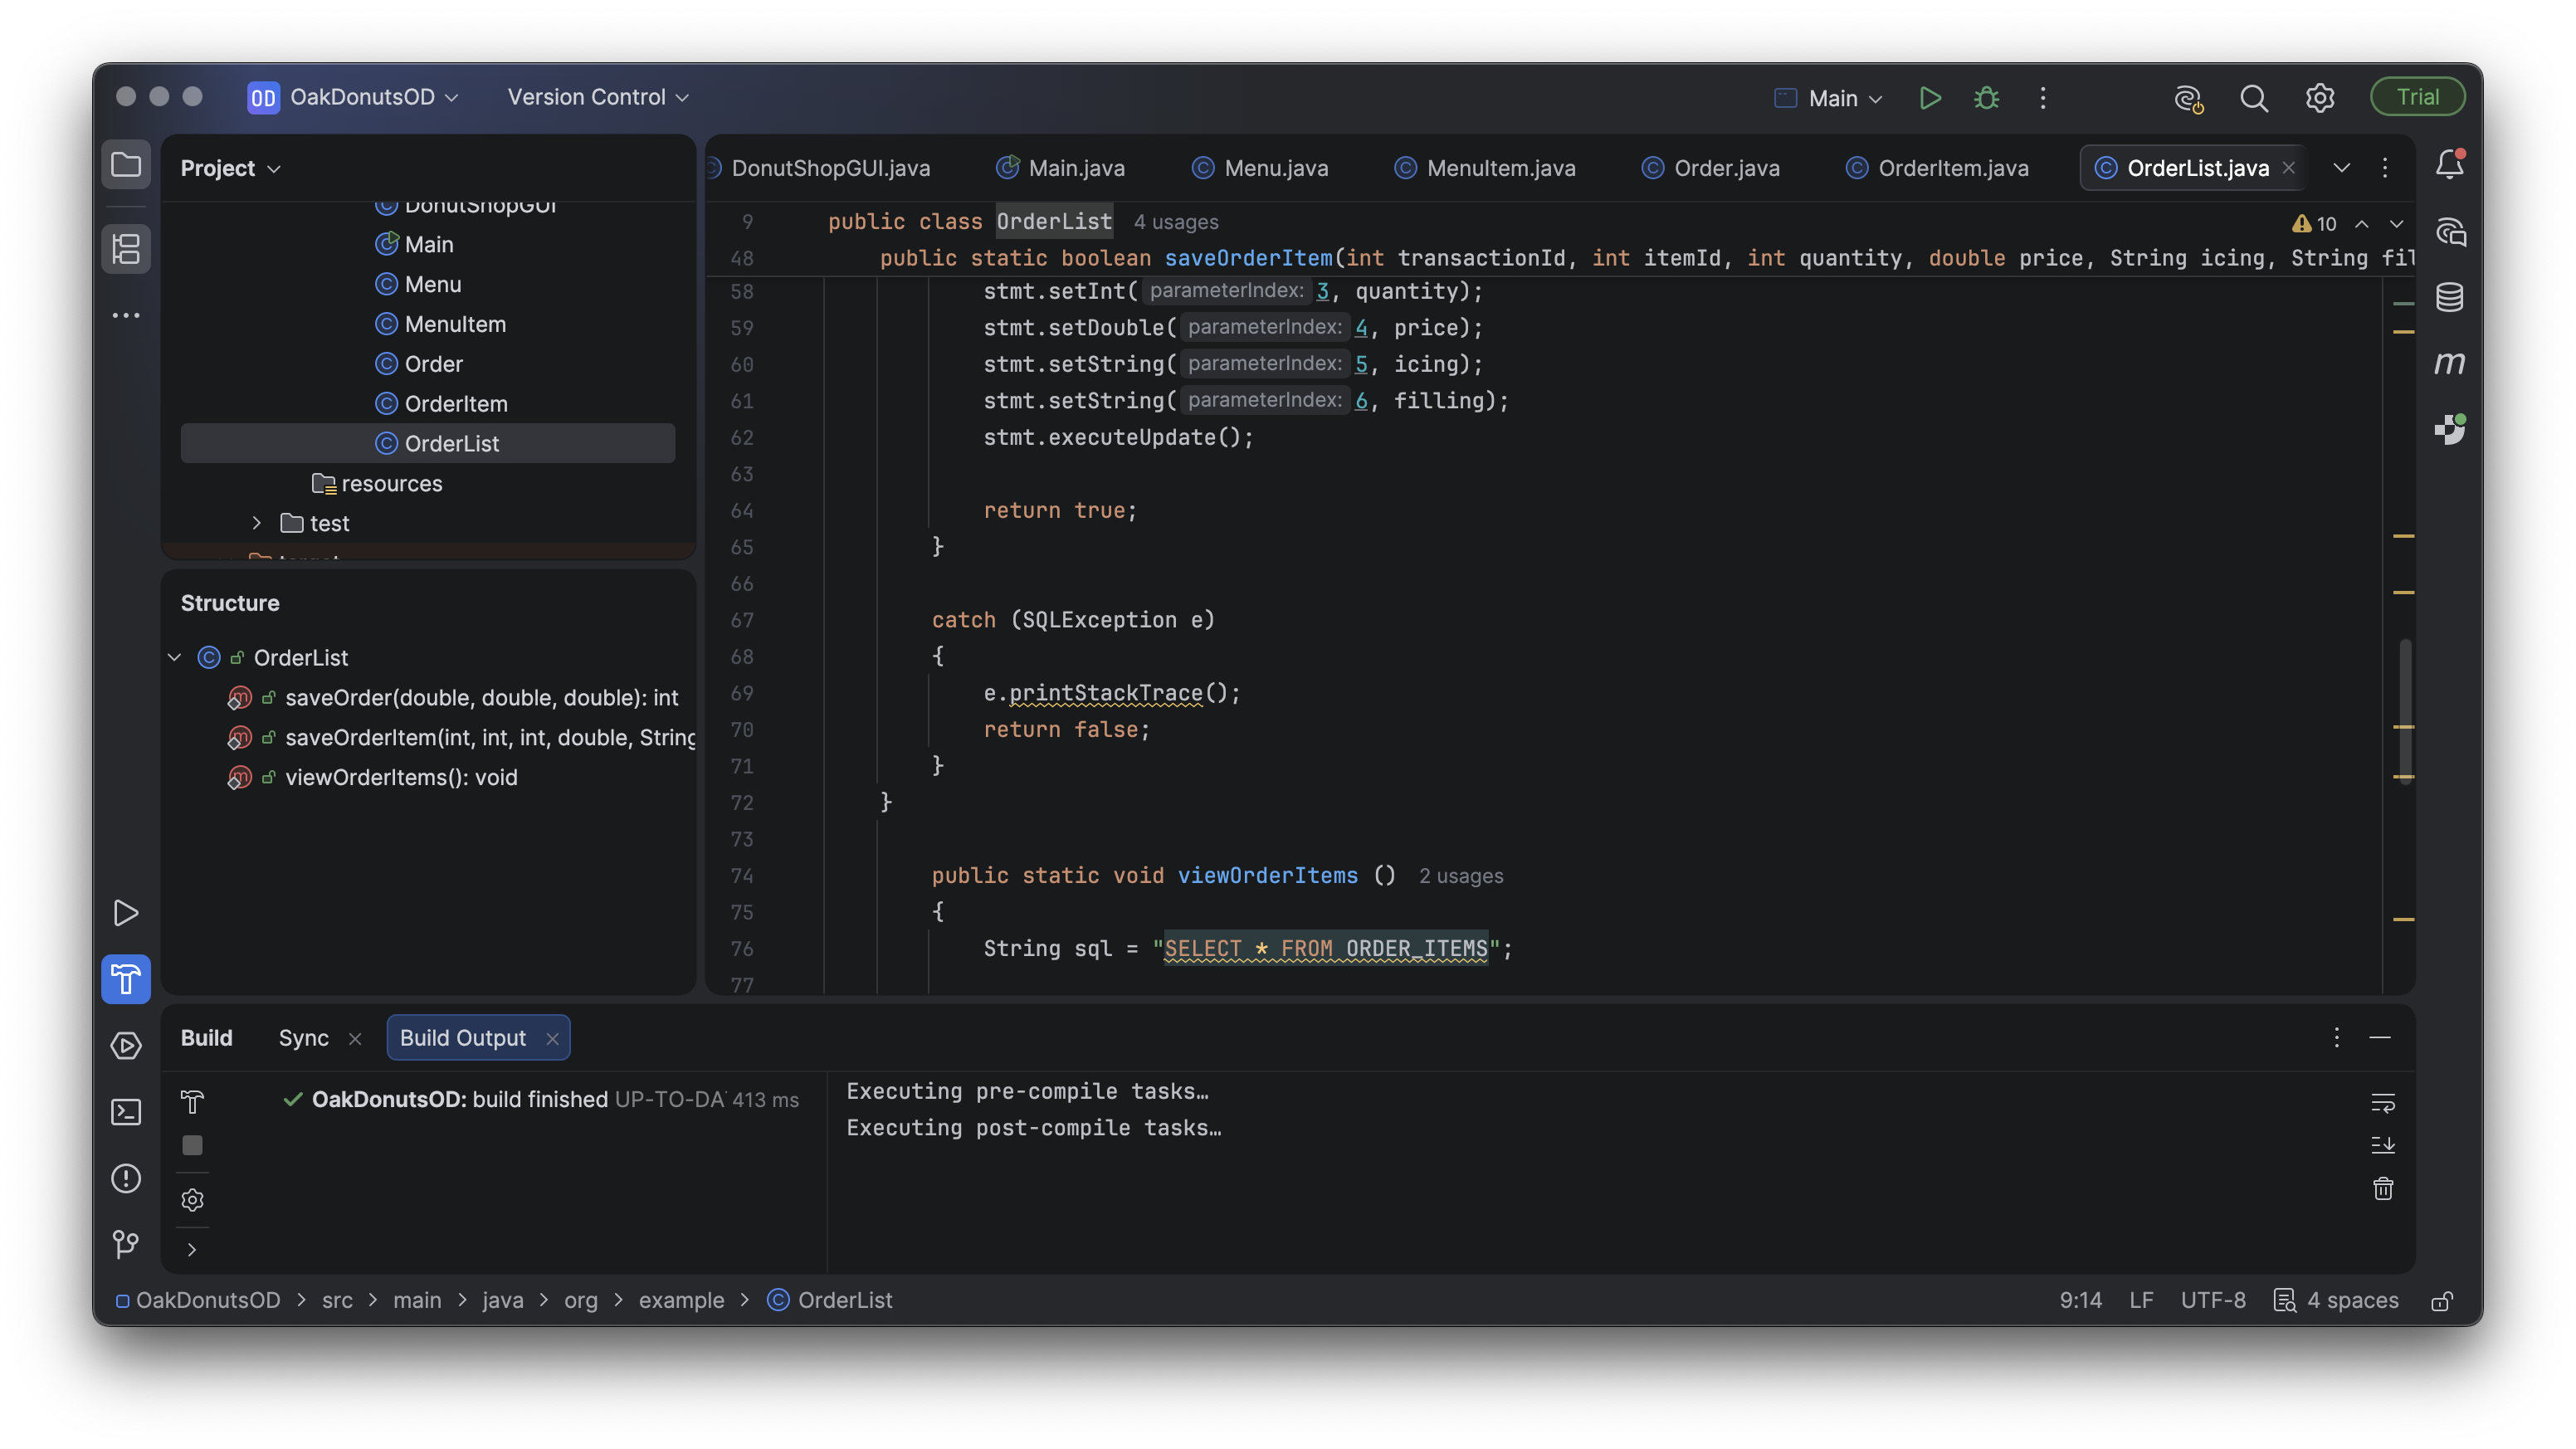 OD OakDonutsOD Version Control Main Trial
Project
DonutShopGUI
Main
Menu
MenuItem
Order
OrderItem
OrderList
resources
test
target
Structure
OrderList
saveOrder(double, double, double): int
saveOrderItem(int, int, int, double, String
viewOrderItems(): void
DonutShopGUI.java Main.java Menu.java MenuItem.java Order.java OrderItem.java OrderList.java
9 public class OrderList 4 usages 10
48 public static boolean saveOrderItem(int transactionId, int itemId, int quantity, double price, String icing, String fil
58 stmt.setInt( parameterIndex: 3, quantity);
59 stmt.setDouble( parameterIndex: 4, price);
60 stmt.setString( parameterIndex: 5, icing);
61 stmt.setString( parameterIndex: 6, filling);
62 stmt.executeUpdate();
63
64 return true;
65 }
66
67 catch (SQLException e)
68 {
69 e.printStackTrace();
70 return false;
71 }
72 }
73
74 public static void viewOrderItems () 2 usages
75 {
76 String sql = "SELECT * FROM ORDER_ITEMS";
77
Build Sync Build Output
OakDonutsOD: build finished UP-TO-DA 413 ms
Executing pre-compile tasks…
Executing post-compile tasks…
OakDonutsOD > src > main > java > org > example > OrderList 9:14 LF UTF-8 4 spaces